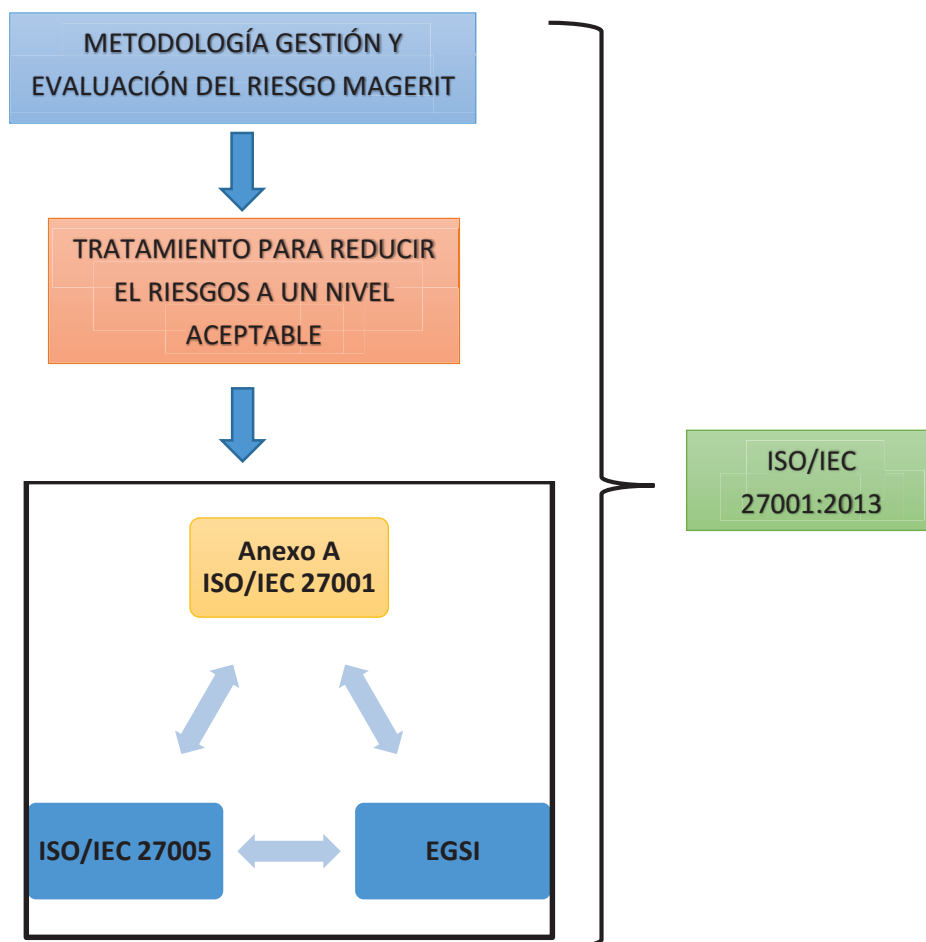 METODOLOGÍA GESTIÓN Y
EVALUACIÓN DEL RIESGO MAGERIT
TRATAMIENTO PARA REDUCIR
EL RIESGOS A UN NIVEL
ACEPTABLE
ISO/IEC
27001:2013
Anexo A
ISO/IEC 27001
ISO/IEC 27005
EGSI